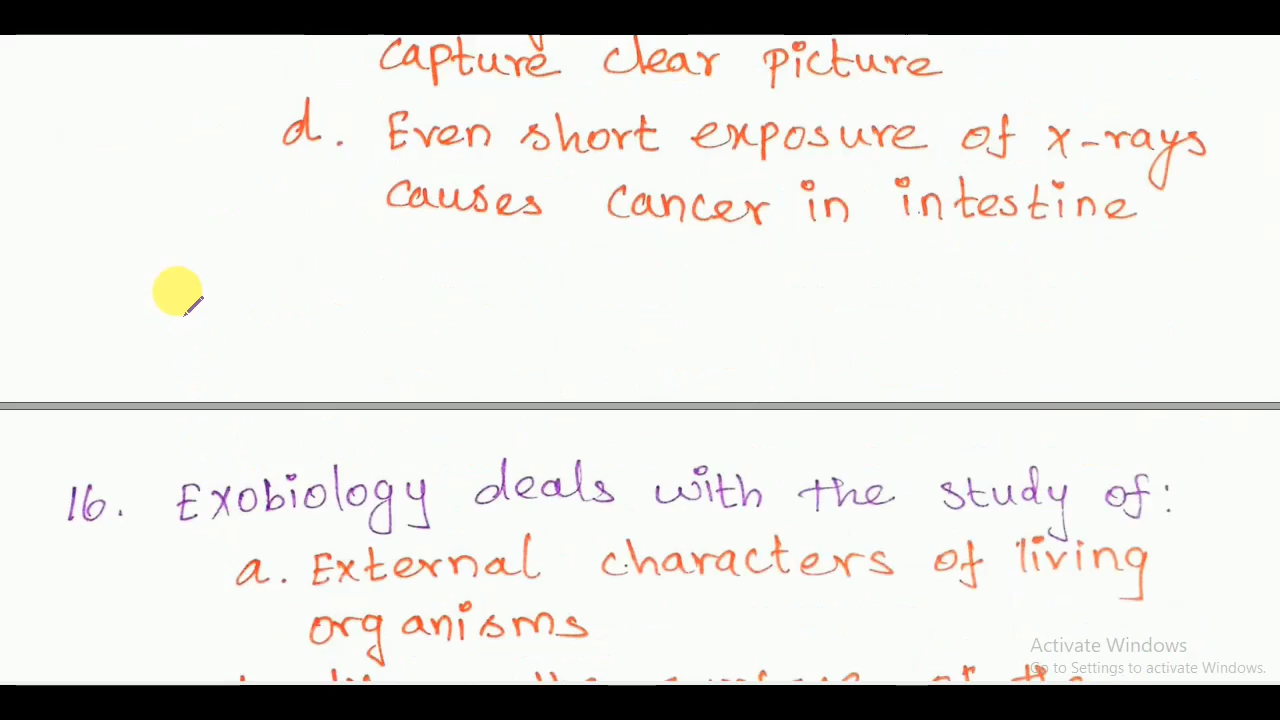 capture clear picture
d. Even short exposure of x-rays
causes cancer in intestine
16. Exobiology deals with the study of:
a. External characters of living
organisms
Activate Windows
Go to Settings to activate Windows.